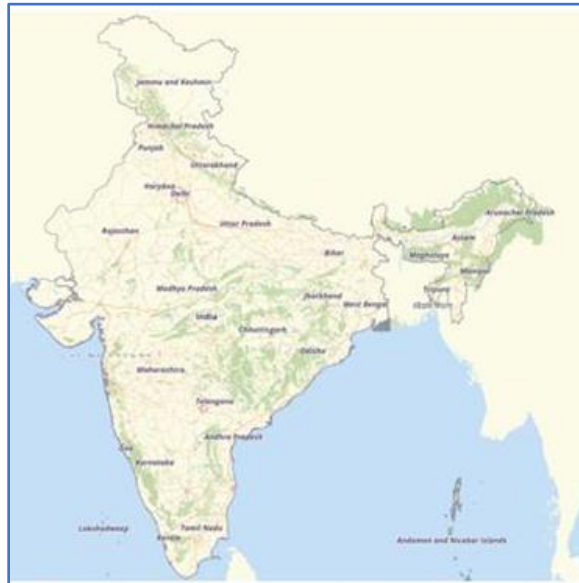 Jammu and Kashmir
Himachal Pradesh
Punjab
Uttarakhand
Haryana
Delhi
Arunachal Pradesh
Rajasthan
Uttar Pradesh
Assam
Bihar
Meghalaya
Manipur
Madhya Pradesh
Jharkhand
Tripura
West Bengal
India
Chhattisgarh
Odisha
Maharashtra
Telangana
Andhra Pradesh
Goa
Karnataka
Lakshadweep
Tamil Nadu
Kerala
Andaman and Nicobar Islands